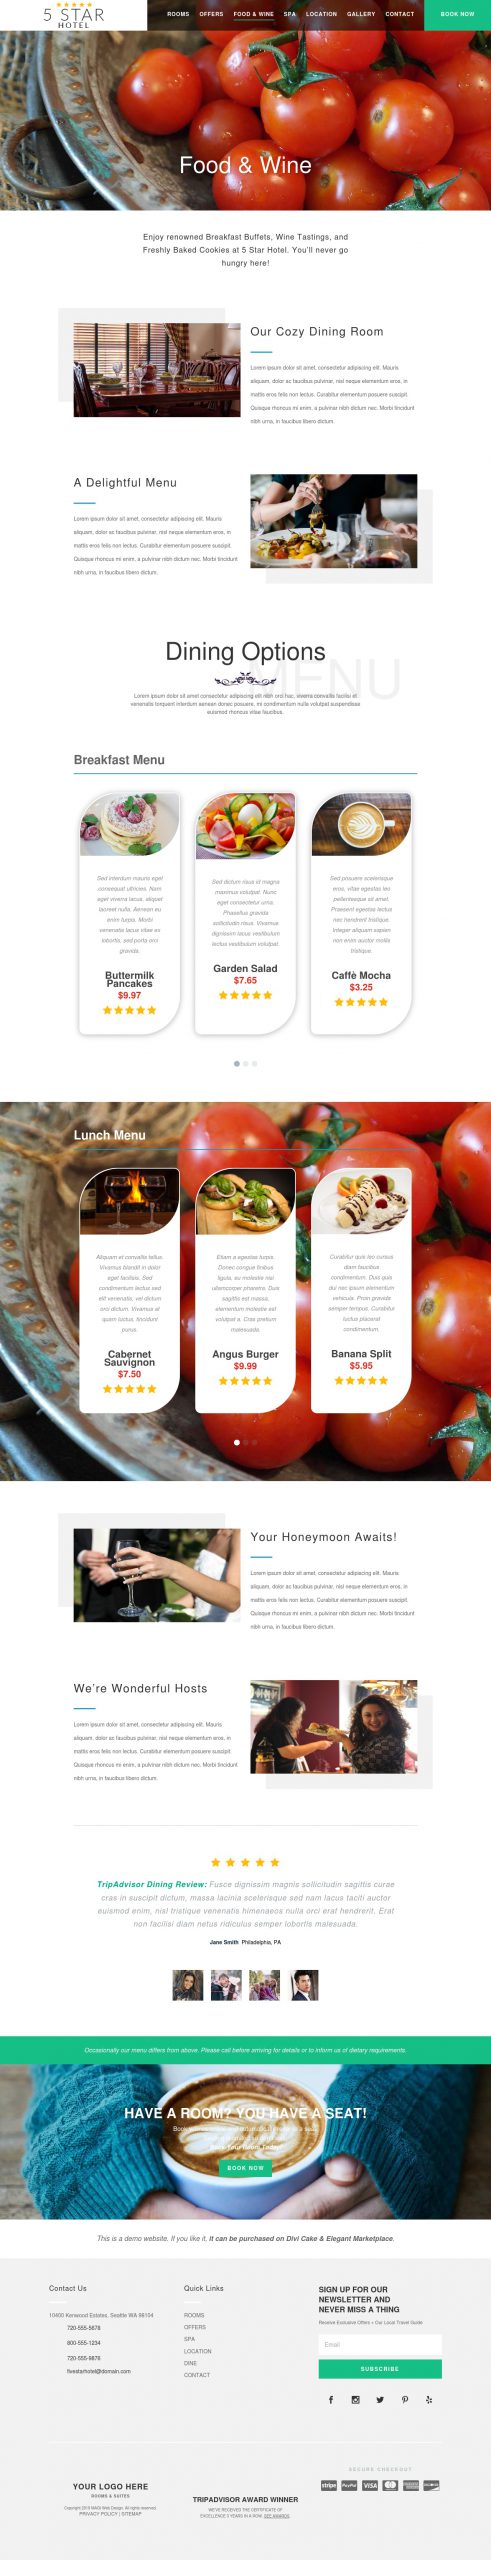 5 STAR
HOTEL
ROOMS OFFERS FOOD & WINE SPA LOCATION GALLERY CONTACT BOOK NOW
Food & Wine
Enjoy renowned Breakfast Buffets, Wine Tastings, and
Freshly Baked Cookies at 5 Star Hotel. You'll never go
hungry here!
Our Cozy Dining Room
Lorem ipsum dolor sit amet, consectetur adipiscing elit. Mauris
aliquam, dolor ac faucibus pulvinar, nisl neque elementum eros, in
mattis eros felis non lectus. Curabitur elementum posuere suscipit.
Quisque rhoncus mi enim, a pulvinar nibh dictum nec. Morbi tincidunt
nibh urna, in faucibus libero dictum.
A Delightful Menu
Lorem ipsum dolor sit amet, consectetur adipiscing elit. Mauris
aliquam, dolor ac faucibus pulvinar, nisl neque elementum eros, in
mattis eros felis non lectus. Curabitur elementum posuere suscipit.
Quisque rhoncus mi enim, a pulvinar nibh dictum nec. Morbi tincidunt
nibh urna, in faucibus libero dictum.
MENU
Dining Options
Lorem ipsum dolor sit amet consectetur adipiscing elit nibh orci hac, viverra convallis facilisi et
venenatis torquent interdum aenean donec posuere, mi condimentum nulla volutpat suspendisse
euismod rhoncus vitae faucibus.
Breakfast Menu
Sed interdum mauris eget
consequat ultricies. Nam
eget viverra lacus, aliquet
laoreet nulla. Aenean eu
enim turpis. Morbi
venenatis lacus vitae ex
lobortis, sed porta orci
gravida.
Buttermilk
Pancakes
$9.97
Sed dictum risus id magna
maximus volutpat. Nunc
eget consectetur urna.
Phasellus gravida
sollicitudin risus. Vivamus
dignissim lacus vestibulum
lectus vestibulum volutpat.
Garden Salad
$7.65
Sed posuere scelerisque
eros, vitae egestas leo
pellentesque sit amet.
Praesent egestas lectus
nec hendrerit tristique.
Integer aliquam sapien
non enim auctor mollis
tristique.
Caffè Mocha
$3.25
Lunch Menu
Aliquam et convallis tellus.
Vivamus blandit in dolor
eget facilisis. Sed
condimentum lectus sed
elit venenatis, vel dictum
orci dictum. Vivamus at
quam luctus, tincidunt
purus.
Cabernet
Sauvignon
$7.50
Etiam a egestas turpis.
Donec congue finibus
ligula, eu molestie nisl
ullamcorper pharetra. Duis
sagittis est massa,
elementum molestie est
volutpat a. Cras pretium
malesuada.
Angus Burger
$9.99
Curabitur quis leo cursus
diam faucibus
condimentum. Duis quis
dui nec ipsum elementum
vehicula. Proin gravida
semper tempus. Curabitur
luctus placerat
condimentum.
Banana Split
$5.95
Your Honeymoon Awaits!
Lorem ipsum dolor sit amet, consectetur adipiscing elit. Mauris
aliquam, dolor ac faucibus pulvinar, nisl neque elementum eros, in
mattis eros felis non lectus. Curabitur elementum posuere suscipit.
Quisque rhoncus mi enim, a pulvinar nibh dictum nec. Morbi tincidunt
nibh urna, in faucibus libero dictum.
We're Wonderful Hosts
Lorem ipsum dolor sit amet, consectetur adipiscing elit. Mauris
aliquam, dolor ac faucibus pulvinar, nisl neque elementum eros, in
mattis eros felis non lectus. Curabitur elementum posuere suscipit.
Quisque rhoncus mi enim, a pulvinar nibh dictum nec. Morbi tincidunt
nibh urna, in faucibus libero dictum.
TripAdvisor Dining Review: Fusce dignissim magnis sollicitudin sagittis curae
cras in suscipit dictum, massa lacinia scelerisque sed nam lacus taciti auctor
euismod enim, nisl tristique venenatis himenaeos nulla orci erat hendrerit. Erat
non facilisi diam netus ridiculus semper lobortis malesuada.
Jane Smith Philadelphia, PA
Occasionally our menu differs from above. Please call before arriving for details or to inform us of dietary requirements.
HAVE A ROOM? YOU HAVE A SEAT!
BOOK NOW
This is a demo website. If you like it, it can be purchased on Divi Cake & Elegant Marketplace.
Contact Us
10400 Kenwood Estates, Seattle WA 98104
720-555-5678
800-555-1234
720-555-9876
fivestarhotel@domain.com
Quick Links
ROOMS
OFFERS
SPA
LOCATION
DINE
CONTACT
SIGN UP FOR OUR
NEWSLETTER AND
NEVER MISS A THING
Receive Exclusive Offers + Our Local Travel Guide
Email
SUBSCRIBE
YOUR LOGO HERE
ROOMS & SUITES
PRIVACY POLICY | SITEMAP
TRIPADVISOR AWARD WINNER
WE'VE RECEIVED THE CERTIFICATE OF
EXCELLENCE 5 YEARS IN A ROW. SEE AWARDS.
SECURE CHECKOUT
stripe PayPal VISA